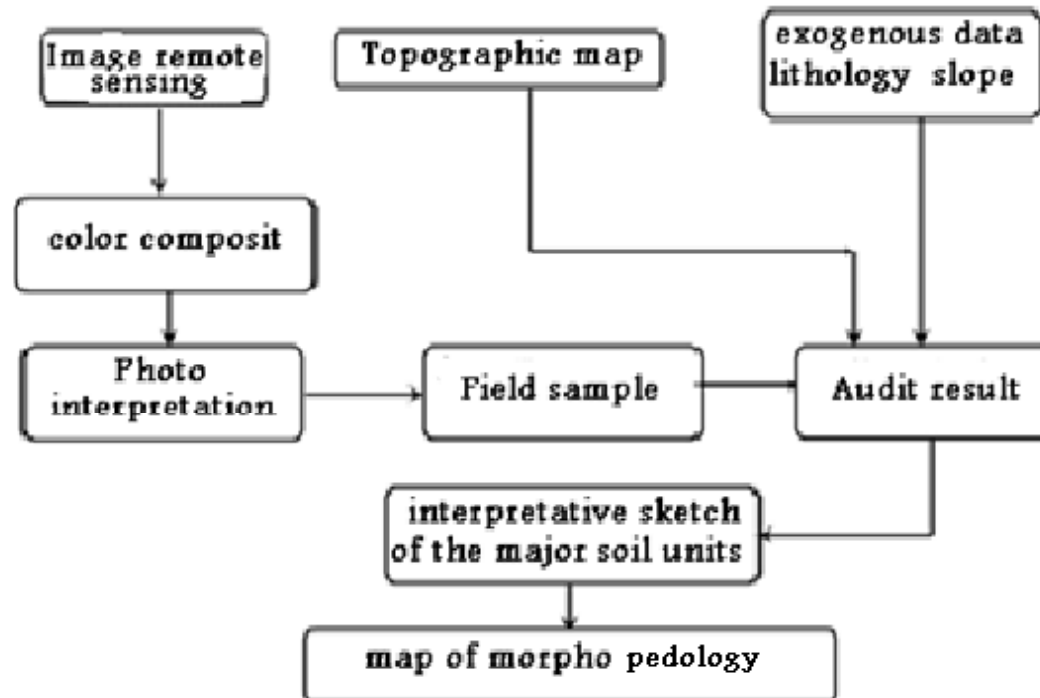 Image remote
sensing
Topographic map
exogenous data
lithology slope
color composit
Photo
interpretation
Field sample
Audit result
interpretative sketch
of the major soil units
map of morpho pedology